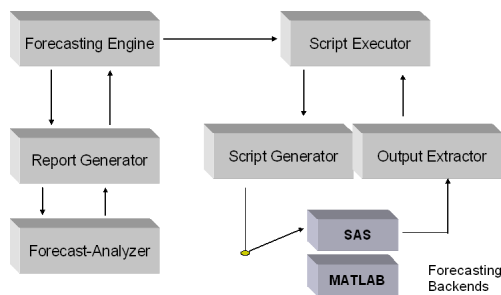 Forecasting Engine
Script Executor
Report Generator
Script Generator
Output Extractor
Forecast-Analyzer
SAS
MATLAB
Forecasting
Backends